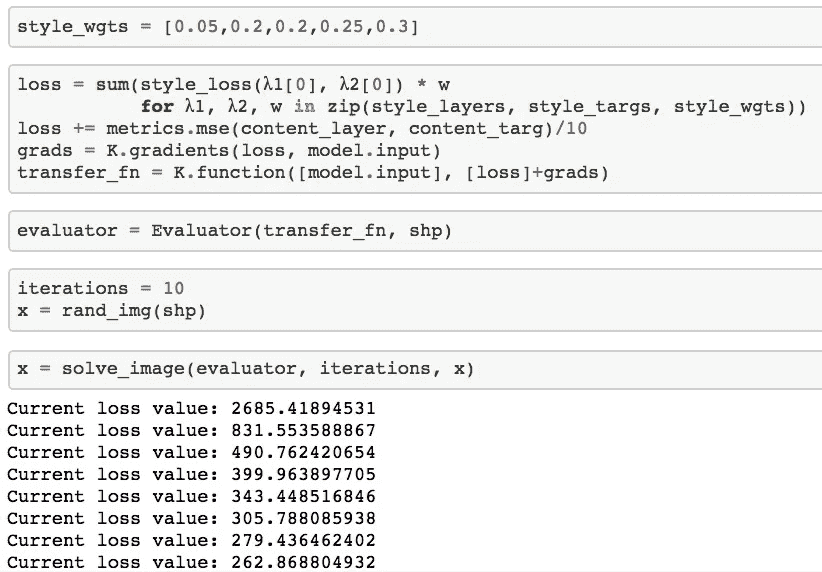 style_wgts = [0.05,0.2,0.2,0.25,0.3]
loss = sum(style_loss(λ1[0], λ2[0]) * w
           for λ1, λ2, w in zip(style_layers, style_targs, style_wgts))
loss += metrics.mse(content_layer, content_targ)/10
grads = K.gradients(loss, model.input)
transfer_fn = K.function([model.input], [loss]+grads)
evaluator = Evaluator(transfer_fn, shp)
iterations = 10
x = rand_img(shp)
x = solve_image(evaluator, iterations, x)
Current loss value: 2685.41894531
Current loss value: 831.553588867
Current loss value: 490.762420654
Current loss value: 399.963897705
Current loss value: 343.448516846
Current loss value: 305.788085938
Current loss value: 279.436462402
Current loss value: 262.868804932